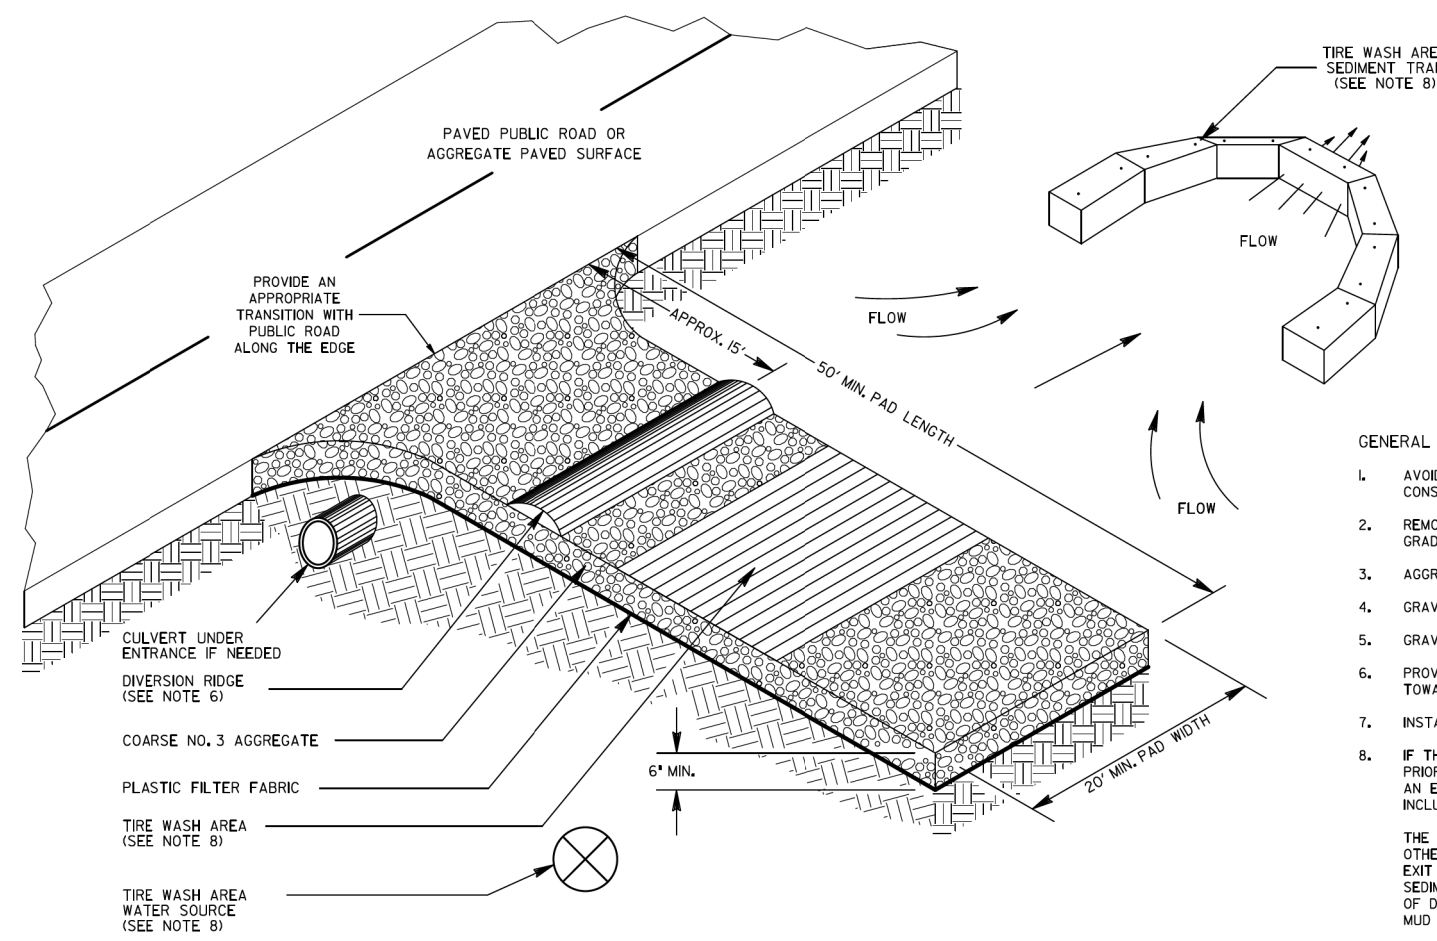 PAVED PUBLIC ROAD OR
AGGREGATE PAVED SURFACE
PROVIDE AN
APPROPRIATE
TRANSITION WITH
PUBLIC ROAD
ALONG THE EDGE
APPROX. 15'
50' MIN. PAD LENGTH
20' MIN. PAD WIDTH
6" MIN.
CULVERT UNDER
ENTRANCE IF NEEDED
DIVERSION RIDGE
(SEE NOTE 6)
COARSE NO. 3 AGGREGATE
PLASTIC FILTER FABRIC
TIRE WASH AREA
(SEE NOTE 8)
TIRE WASH AREA
WATER SOURCE
(SEE NOTE 8)
TIRE WASH ARE
SEDIMENT TRA
(SEE NOTE 8)
FLOW
FLOW
FLOW
GENERAL
1. AVOI
CONS
2. REMO
GRAD
3. AGGR
4. GRAV
5. GRAV
6. PROV
TOWA
7. INSTA
8. IF TH
PRIOR
AN E
INCLU
THE
OTHE
EXIT
SEDIM
OF D
MUD